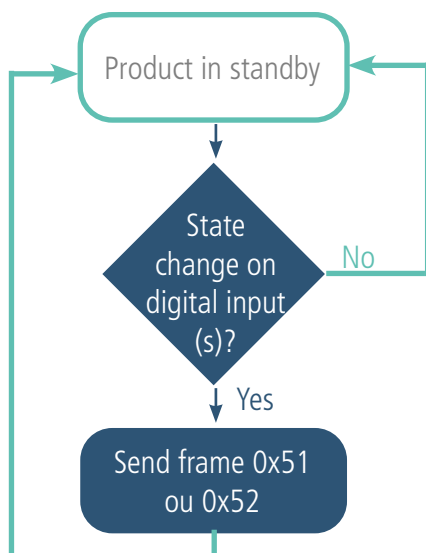 Product in standby
State
change on
digital input
(s)?
No
Yes
Send frame 0x51
ou 0x52